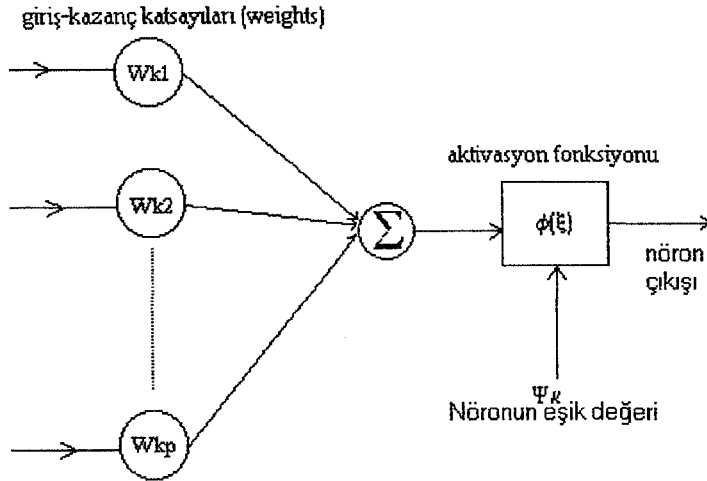 giriş-kazanç katsayıları (weights)
Wk1
aktivasyon fonksiyonu
Wk2
Σ
ϕ(ξ)
nöron
çıkışı
ΨK
Nöronun eşik değeri
Wkp